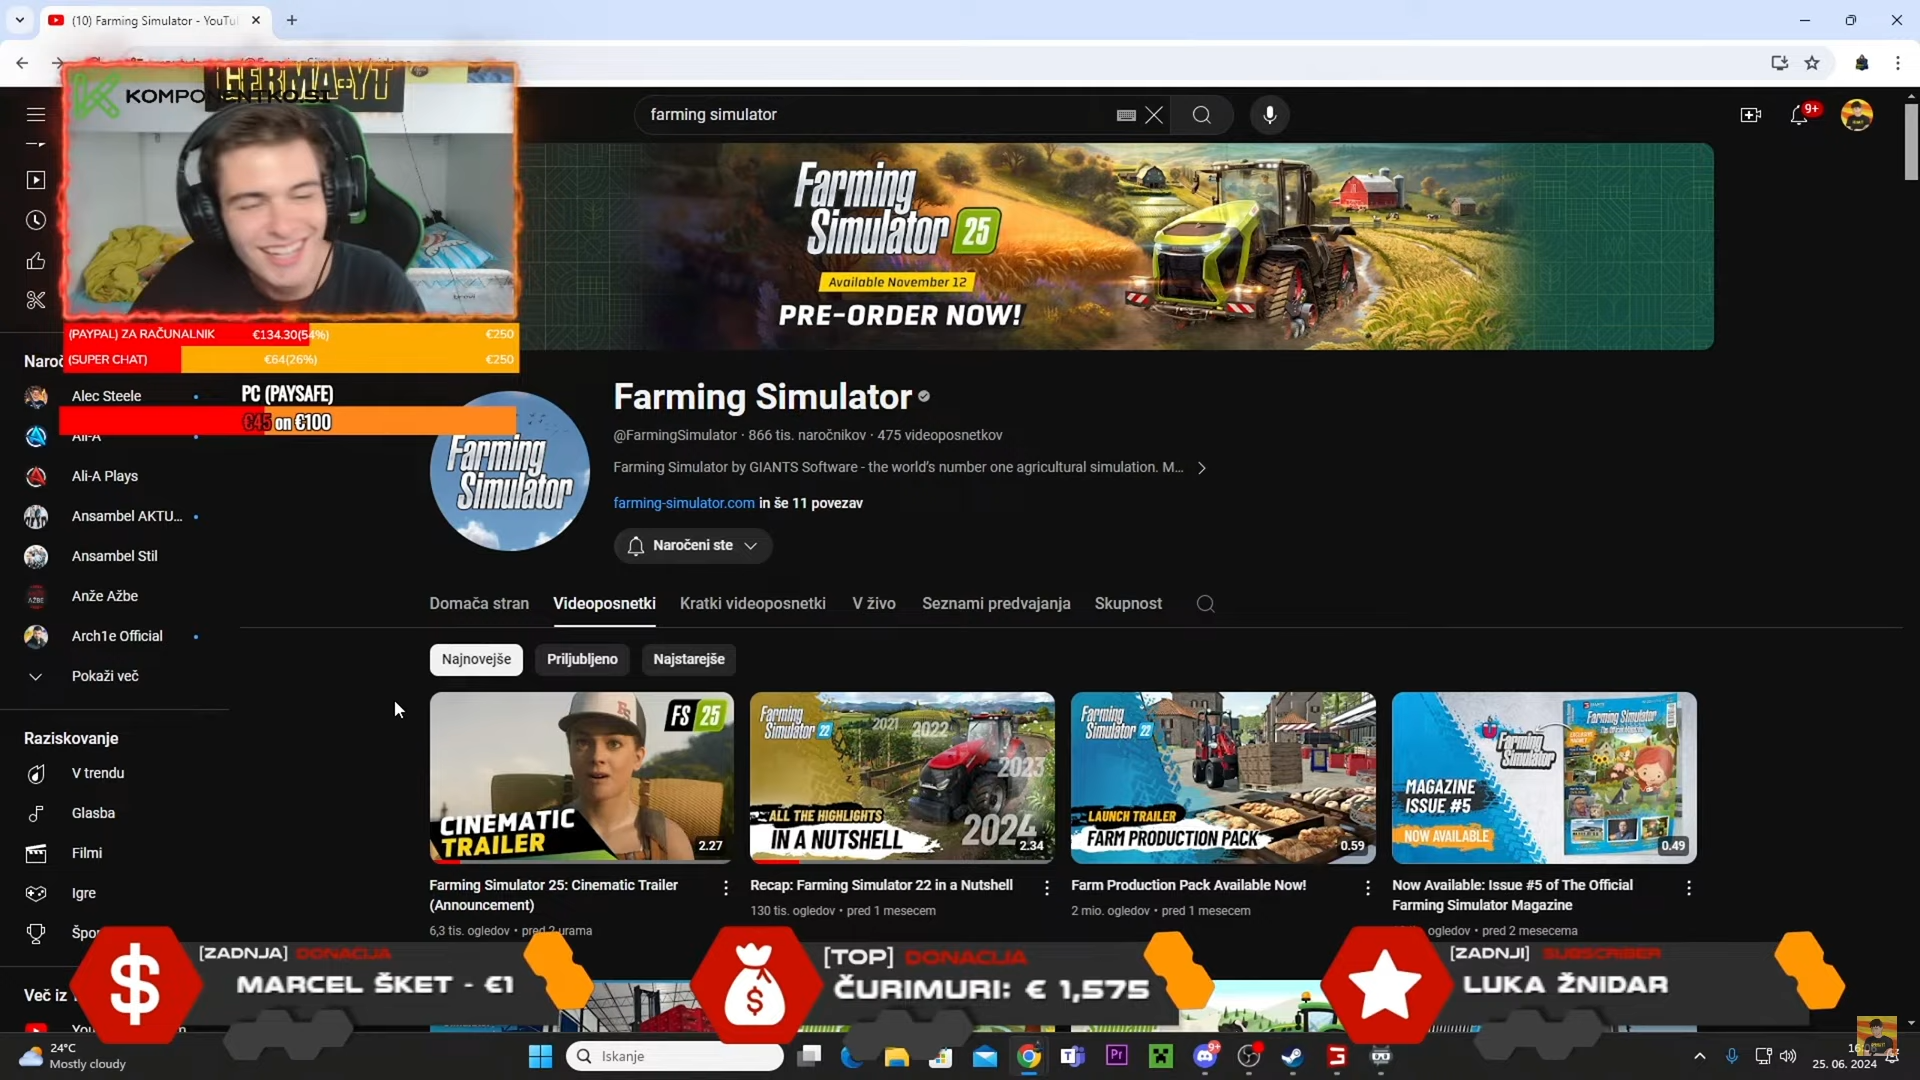 (10) Farming Simulator - YouTu
KOMPONENTKO.SI
farming simulator
9+
Farming
Simulator 25
Available November 12
PRE-ORDER NOW!
(PAYPAL) ZA RAČUNALNIK €134.30(54%) €250
(SUPER CHAT) €64(26%) €250
PC (PAYSAFE)
€45 on €100
Naroč
Alec Steele
Ali-A
Ali-A Plays
Ansambel AKTU...
Ansambel Stil
Anže Ažbe
Arch1e Official
Pokaži več
Raziskovanje
V trendu
Glasba
Filmi
Igre
Špor
Več iz
Farming
Simulator
Farming Simulator
@FarmingSimulator · 866 tis. naročnikov · 475 videoposnetkov
Farming Simulator by GIANTS Software - the world's number one agricultural simulation. M...
farming-simulator.com in še 11 povezav
Naročeni ste
Domača stran Videoposnetki Kratki videoposnetki V živo Seznami predvajanja Skupnost
Najnovejše Priljubljeno Najstarejše
FS 25
CINEMATIC
TRAILER
2.27
Farming Simulator 25: Cinematic Trailer
(Announcement)
6,3 tis. ogledov • pred 2 urama
Farming
Simulator 22
2021 2022
2023
2024
ALL THE HIGHLIGHTS
IN A NUTSHELL
2.34
Recap: Farming Simulator 22 in a Nutshell
130 tis. ogledov • pred 1 mesecem
Farming
Simulator 22
LAUNCH TRAILER
FARM PRODUCTION PACK
0.59
Farm Production Pack Available Now!
2 mio. ogledov • pred 1 mesecem
Farming
Simulator
Farming Simulator
MAGAZINE
ISSUE #5
NOW AVAILABLE
0.49
Now Available: Issue #5 of The Official
Farming Simulator Magazine
ogledov • pred 2 mesecema
[ZADNJA] DONACIJA
MARCEL ŠKET - €1
[TOP] DONACIJA
ČURIMURI: € 1,575
[ZADNJI] SUBSCRIBER
LUKA ŽNIDAR
24°C
Mostly cloudy
Iskanje
9+
25. 06. 2024